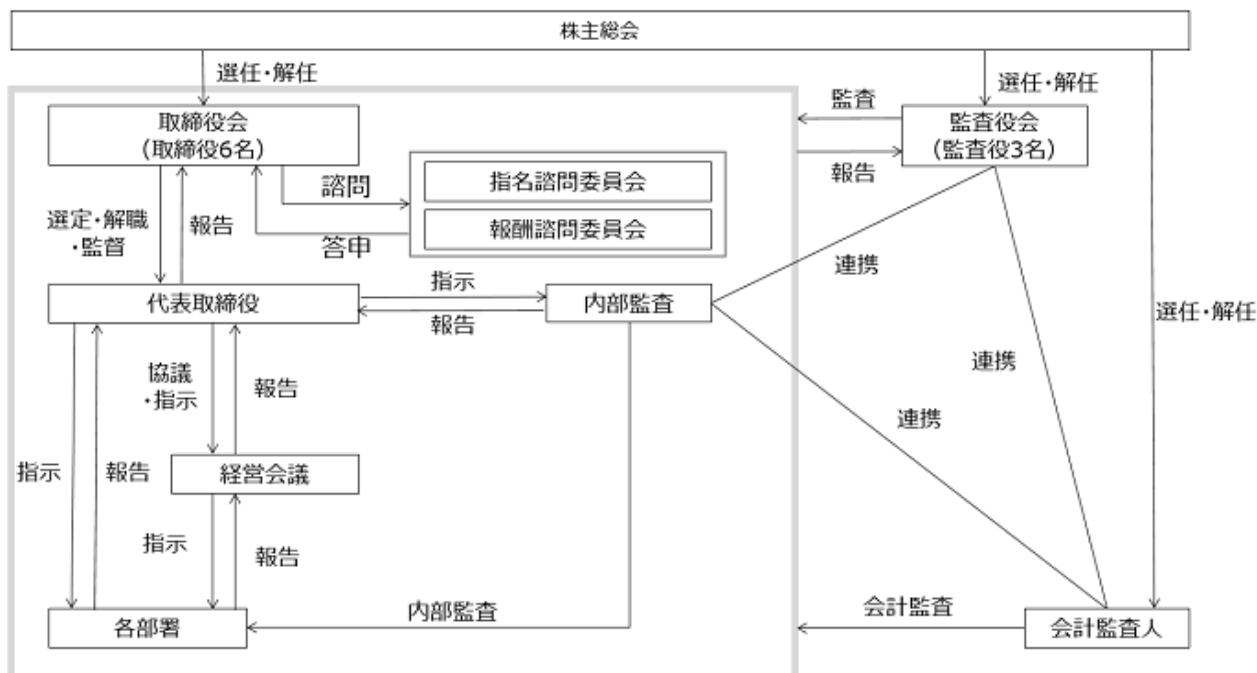 株主総会
選任・解任
選任・解任
監査
取締役会
(取締役6名)
監査役会
(監査役3名)
諮問
指名諮問委員会
報告
選定・解職
・監督
報告
報酬諮問委員会
答申
連携
指示
代表取締役
内部監査
報告
選任・解任
協議
・指示
報告
連携
連携
指示
報告
経営会議
指示
報告
内部監査
会計監査
各部署
会計監査人